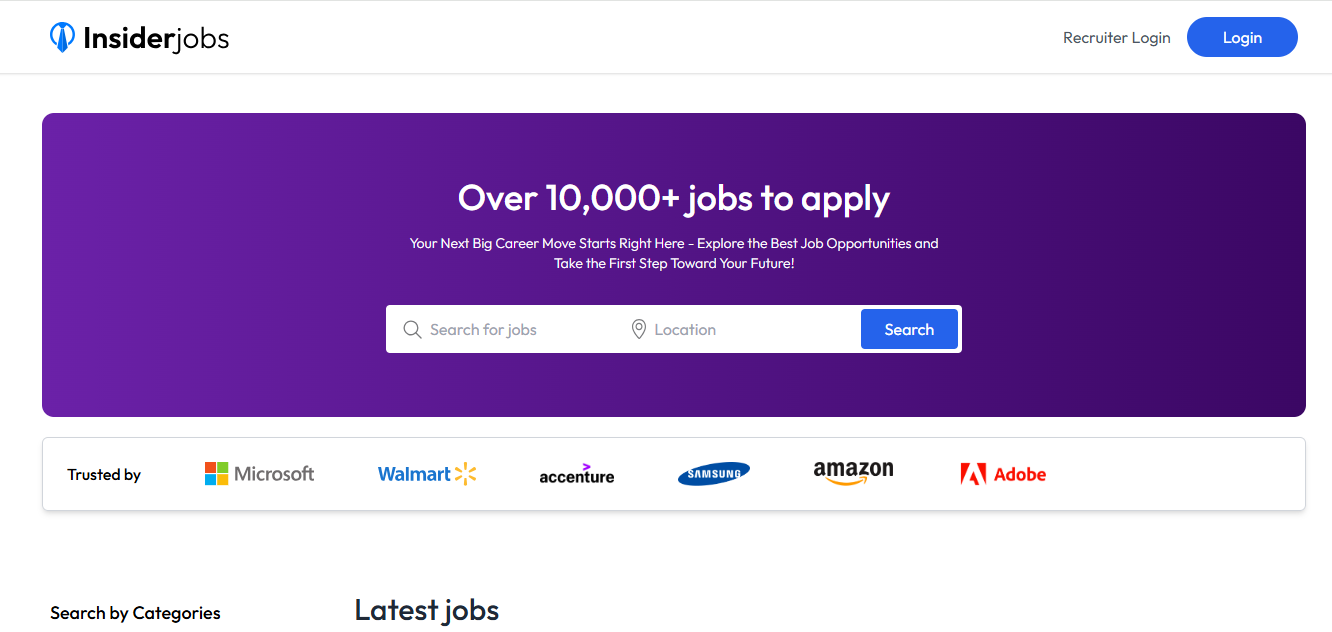 Insiderjobs
Recruiter Login
Login
Over 10,000+ jobs to apply
Your Next Big Career Move Starts Right Here - Explore the Best Job Opportunities and
Take the First Step Toward Your Future!
Search for jobs
Location
Search
Trusted by
Microsoft
Walmart
accenture
SAMSUNG
amazon
Adobe
Search by Categories
Latest jobs